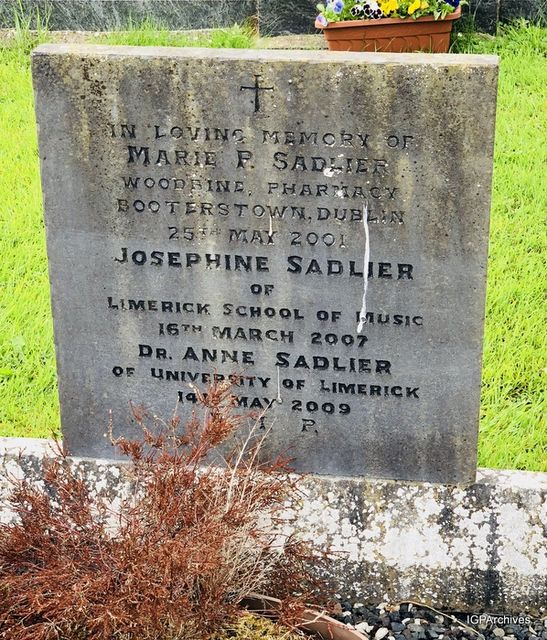 IN LOVING MEMORY OF
MARIE P. SADLIER
WOODBINE, PHARMACY
BOOTERSTOWN, DUBLIN
25TH MAY 2001
JOSEPHINE SADLIER
OF
LIMERICK SCHOOL OF MUSIC
16TH MARCH 2007
DR. ANNE SADLIER
OF UNIVERSITY OF LIMERICK
14TH MAY 2009
I. P.
IGPArchives